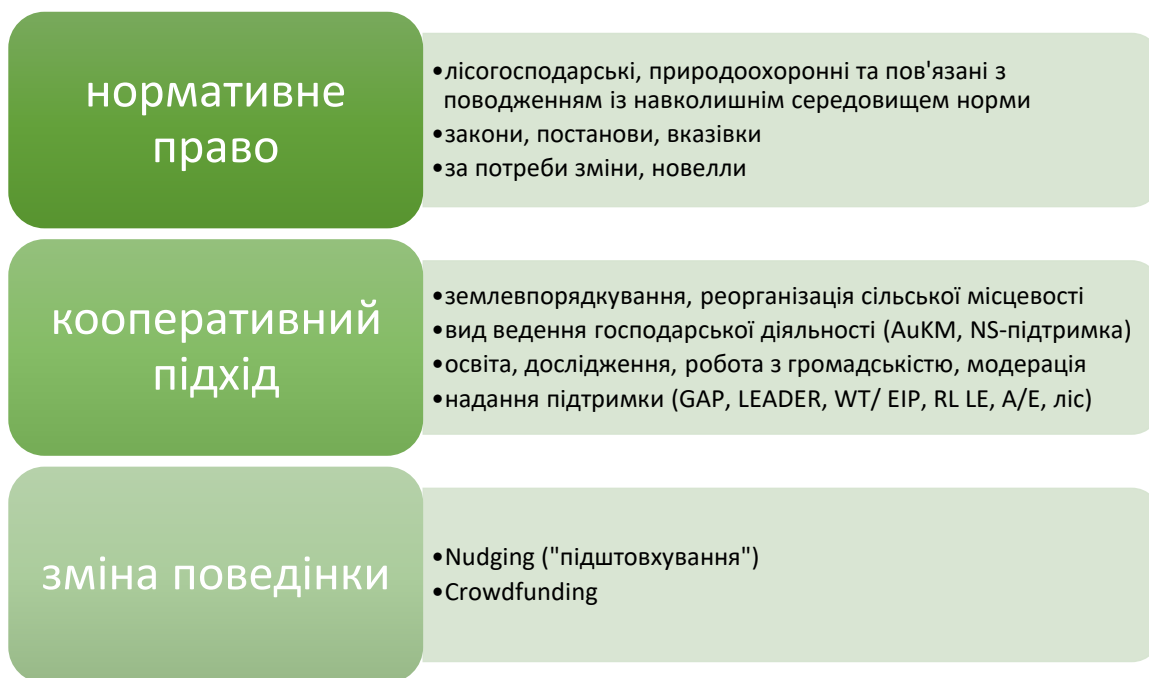 нормативне
право
•лісогосподарські, природоохоронні та пов'язані з
поводженням із навколишнім середовищем норми
•закони, постанови, вказівки
•за потреби зміни, новелли
кооперативний
підхід
•землевпорядкування, реорганізація сільської місцевості
•вид ведення господарської діяльності (AuKM, NS-підтримка)
•освіта, дослідження, робота з громадськістю, модерація
•надання підтримки (GAP, LEADER, WT/ EIP, RL LE, A/E, ліс)
зміна поведінки
•Nudging ("підштовхування")
•Crowdfunding